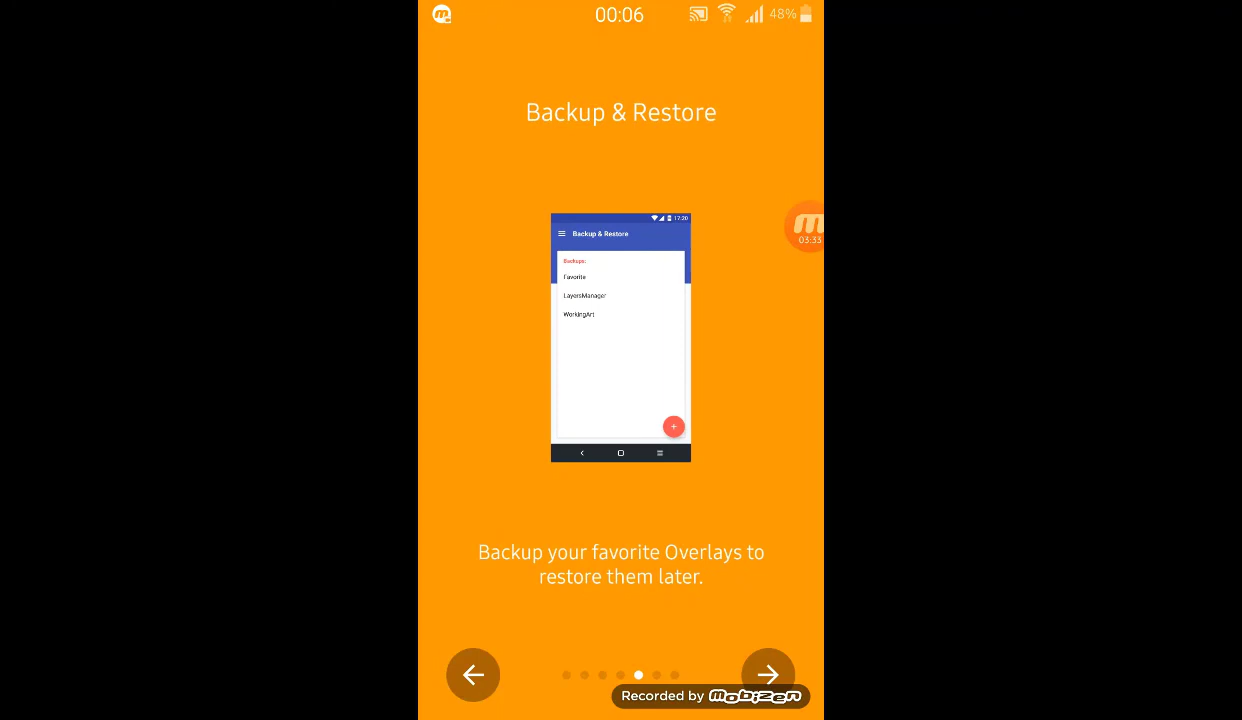 00:06
48%
Backup & Restore
17:20
Backup & Restore
03:33
Backups:
Favorite
LayersManager
WorkingArt
Backup your favorite Overlays to
restore them later.
Recorded by mobizen